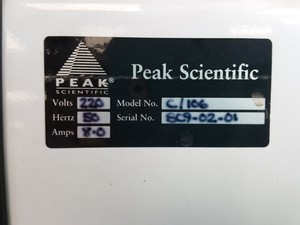 PEAK®
SCIENTIFIC
Peak Scientific
Volts 220 Model No. C/106
Hertz 50 Serial No. SC9-02-01
Amps 8.0